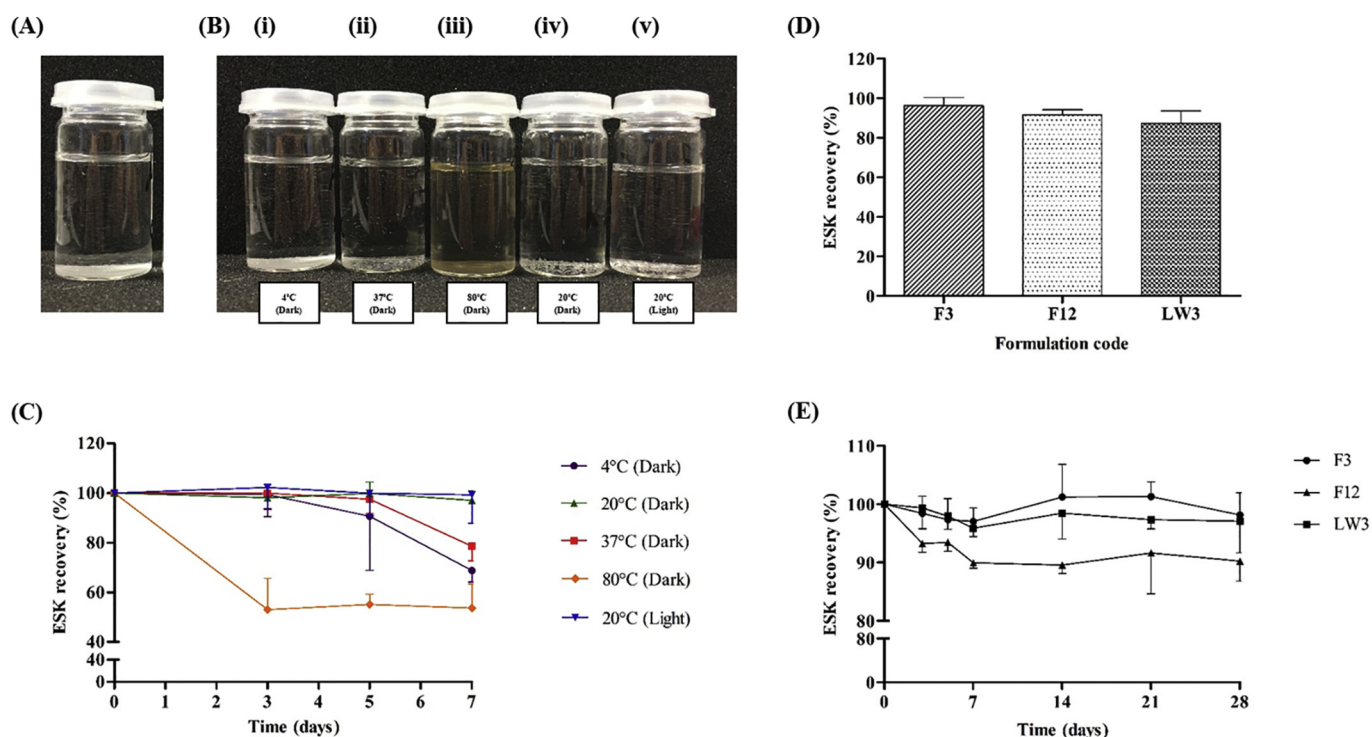 (A)
(B) (i) (ii) (iii) (iv) (v)
4°C
(Dark)
37°C
(Dark)
80°C
(Dark)
20°C
(Dark)
20°C
(Light)
(D)
120
100
80
60
40
20
0
ESK recovery (%)
F3 F12 LW3
Formulation code
(C)
120
100
80
60
40
40
20
0
ESK recovery (%)
0 1 2 3 4 5 6 7
Time (days)
4°C (Dark)
20°C (Dark)
37°C (Dark)
80°C (Dark)
20°C (Light)
(E)
110
100
90
80
80
0
ESK recovery (%)
0 7 14 21 28
Time (days)
F3
F12
LW3